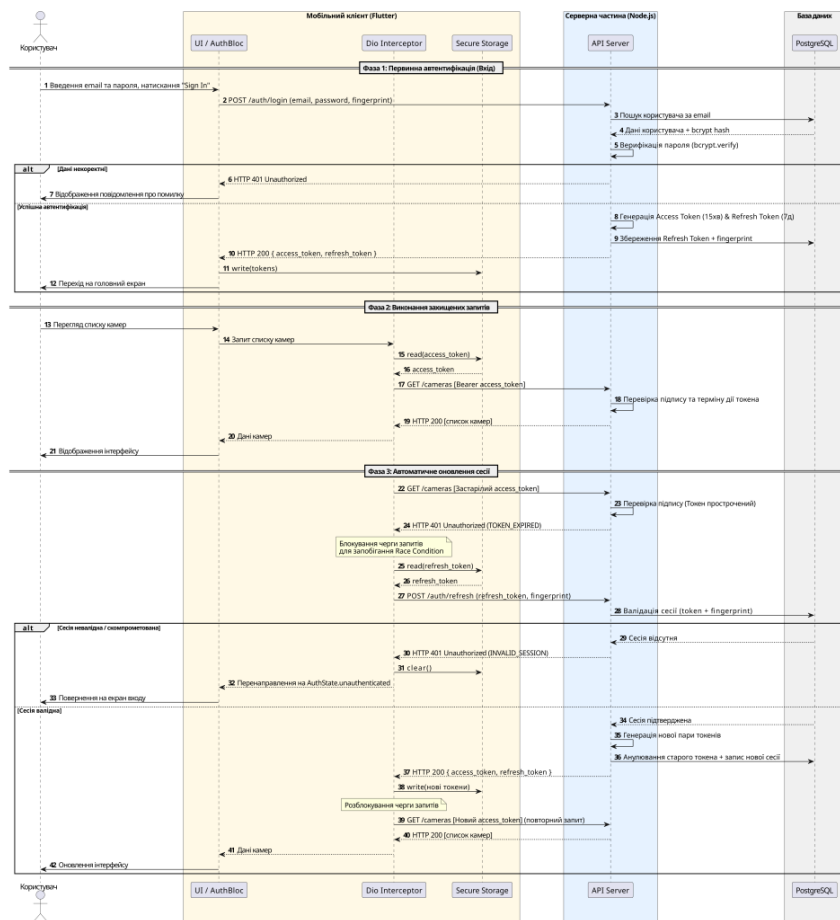 Мобільний клієнт (Flutter)
Серверна частина (Node.js)
База даних
Користувач
UI / AuthBloc
Dio Interceptor
Secure Storage
API Server
PostgreSQL
Фаза 1: Первинна автентифікація (Вхід)
1 Введення email та пароля, натискання "Sign In"
2 POST /auth/login (email, password, fingerprint)
3 Пошук користувача за email
4 Дані користувача + bcrypt hash
5 Верифікація пароля (bcrypt.verify)
alt [Дані некоректні]
6 HTTP 401 Unauthorized
7 Відображення повідомлення про помилку
[Успішна автентифікація]
8 Генерація Access Token (15хв) & Refresh Token (7д)
9 Збереження Refresh Token + fingerprint
10 HTTP 200 { access_token, refresh_token }
11 write(tokens)
12 Перехід на головний екран
Фаза 2: Виконання захищених запитів
13 Перегляд списку камер
14 Запит списку камер
15 read(access_token)
16 access_token
17 GET /cameras [Bearer access_token]
18 Перевірка підпису та терміну дії токена
19 HTTP 200 [список камер]
20 Дані камер
21 Відображення інтерфейсу
Фаза 3: Автоматичне оновлення сесії
22 GET /cameras [Застарілий access_token]
23 Перевірка підпису (Токен прострочений)
24 HTTP 401 Unauthorized (TOKEN_EXPIRED)
Блокування черги запитів
для запобігання Race Condition
25 read(refresh_token)
26 refresh_token
27 POST /auth/refresh (refresh_token, fingerprint)
28 Валідація сесії (token + fingerprint)
alt [Сесія невалідна / скомпрометована]
29 Сесія відсутня
30 HTTP 401 Unauthorized (INVALID_SESSION)
31 clear()
32 Перенаправлення на AuthState.unauthenticated
33 Повернення на екран входу
[Сесія валідна]
34 Сесія підтверджена
35 Генерація нової пари токенів
36 Анулювання старого токена + запис нової сесії
37 HTTP 200 { access_token, refresh_token }
38 write(нові токени)
Розблокування черги запитів
39 GET /cameras [Новий access_token] (повторний запит)
40 HTTP 200 [список камер]
41 Дані камер
42 Оновлення інтерфейсу
Користувач
UI / AuthBloc
Dio Interceptor
Secure Storage
API Server
PostgreSQL